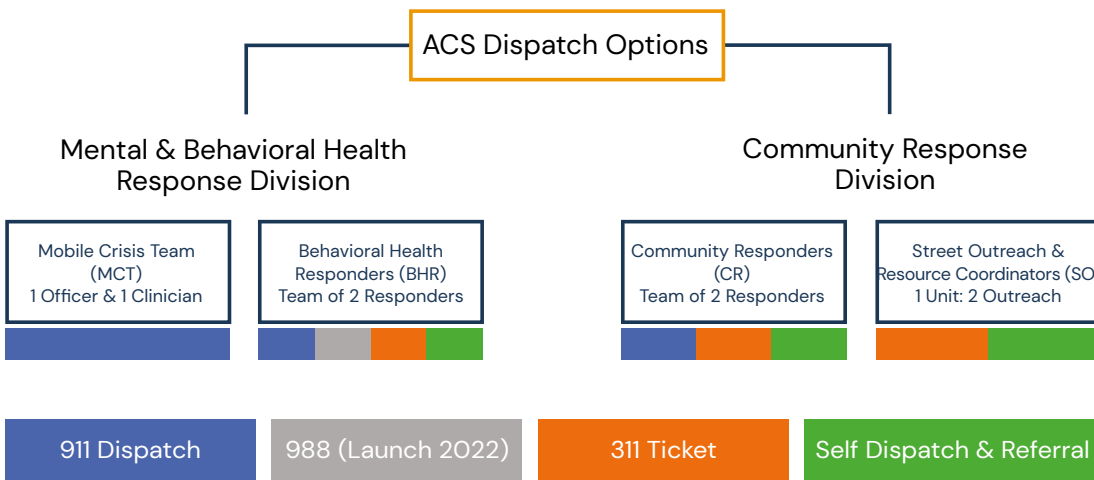 ACS Dispatch Options
Mental & Behavioral Health
Response Division
Community Response
Division
Mobile Crisis Team
(MCT)
1 Officer & 1 Clinician
Behavioral Health
Responders (BHR)
Team of 2 Responders
Community Responders
(CR)
Team of 2 Responders
Street Outreach &
Resource Coordinators (SO
1 Unit: 2 Outreach
911 Dispatch
988 (Launch 2022)
311 Ticket
Self Dispatch & Referral